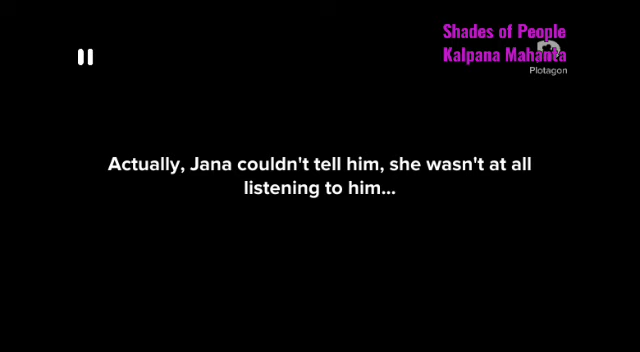 Shades of People
Kalpana Mahanta
Plotagon
Actually, Jana couldn't tell him, she wasn't at all
listening to him...